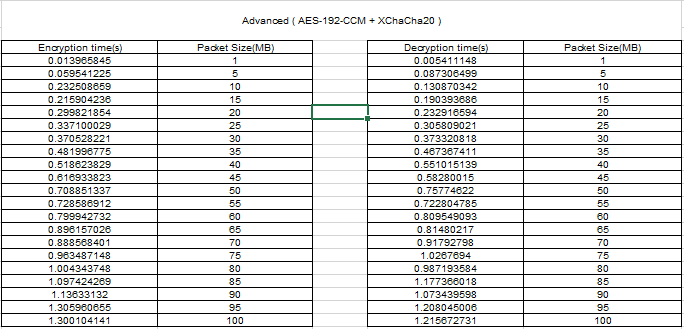 Advanced ( AES-192-CCM + XChaCha20 )
Encryption time(s) Packet Size(MB) Decryption time(s) Packet Size(MB)
0.013965845 1 0.005411148 1
0.059541225 5 0.087306499 5
0.232508659 10 0.130870342 10
0.215904236 15 0.190393686 15
0.299821854 20 0.232916594 20
0.337100029 25 0.305809021 25
0.370528221 30 0.373320818 30
0.481996775 35 0.467367411 35
0.518623829 40 0.551015139 40
0.616933823 45 0.58280015 45
0.708851337 50 0.75774622 50
0.728586912 55 0.722804785 55
0.799942732 60 0.809549093 60
0.896157026 65 0.81480217 65
0.888568401 70 0.91792798 70
0.963487148 75 1.0267694 75
1.004343748 80 0.987193584 80
1.097424269 85 1.177366018 85
1.13633132 90 1.073439598 90
1.305960655 95 1.208045006 95
1.300104141 100 1.215672731 100